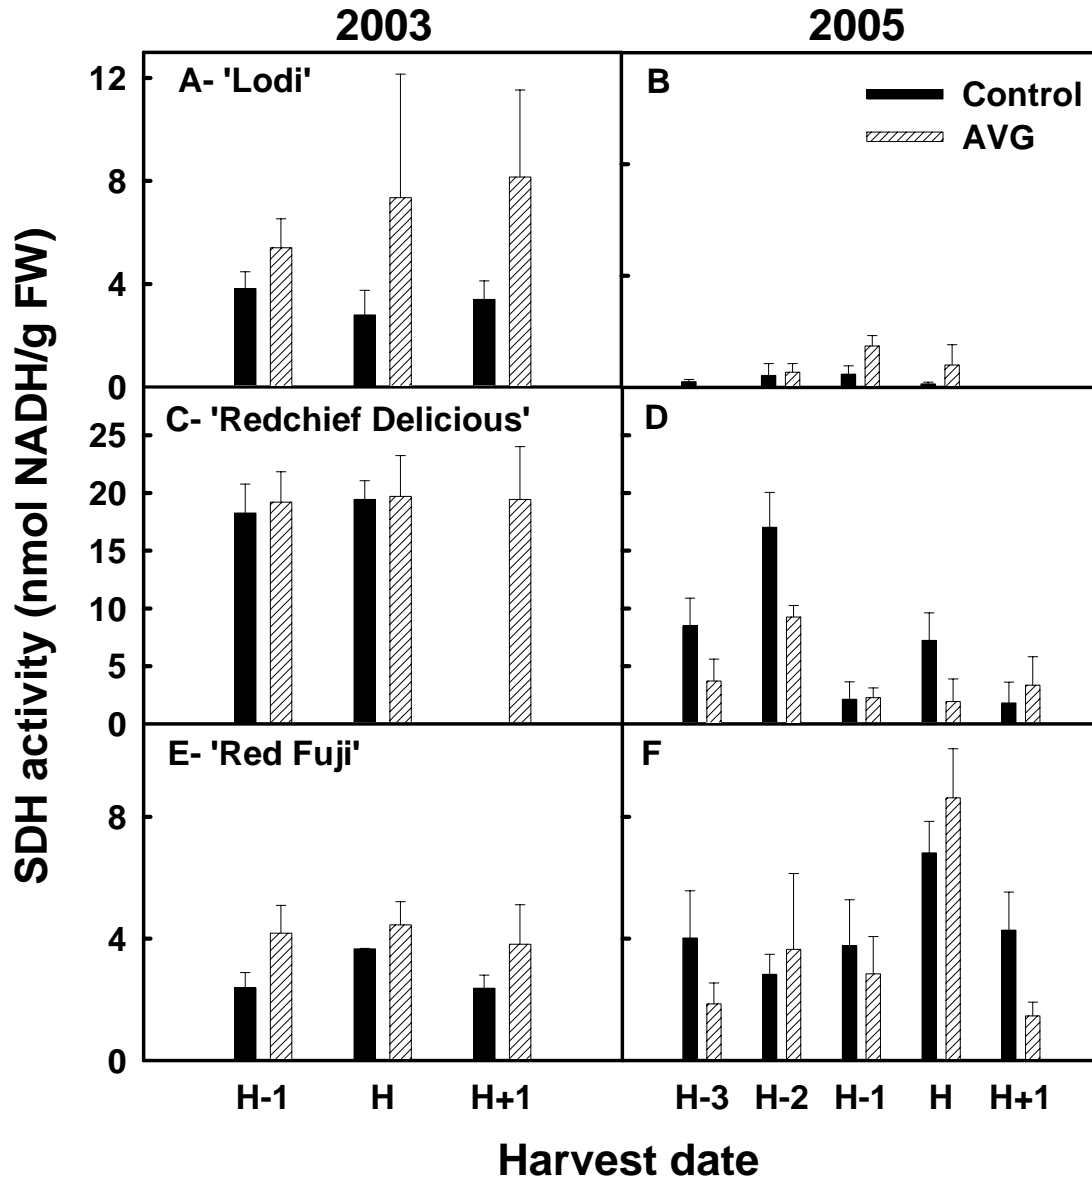 2003 2005
A- 'Lodi'
B
Control
AVG
12
8
4
0
C- 'Redchief Delicious'
D
25
20
15
10
5
0
E- 'Red Fuji'
F
8
4
0
SDH activity (nmol NADH/g FW)
H-1 H H+1 H-3 H-2 H-1 H H+1
Harvest date